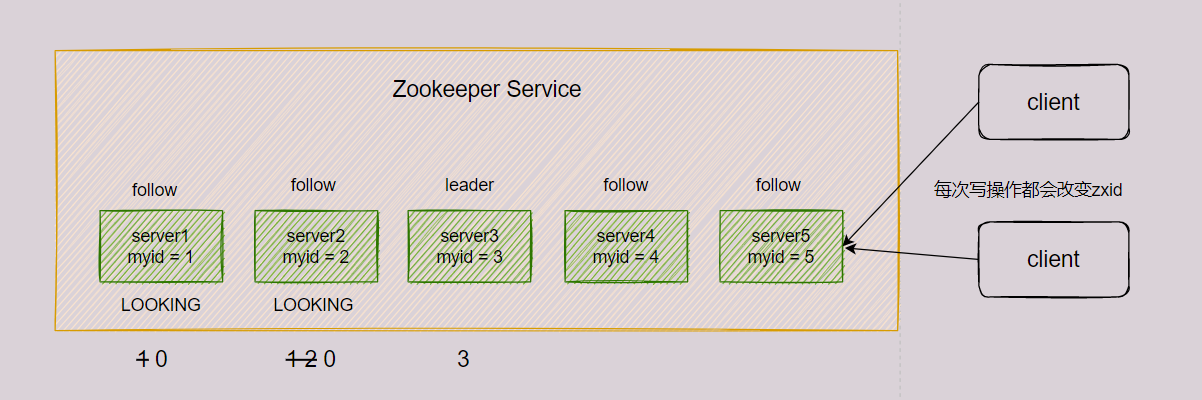 Zookeeper Service
client
follow
follow
leader
follow
follow
每次写操作都会改变zxid
server1
myid = 1
server2
myid = 2
server3
myid = 3
server4
myid = 4
server5
myid = 5
client
LOOKING
LOOKING
1 0
1 2 0
3